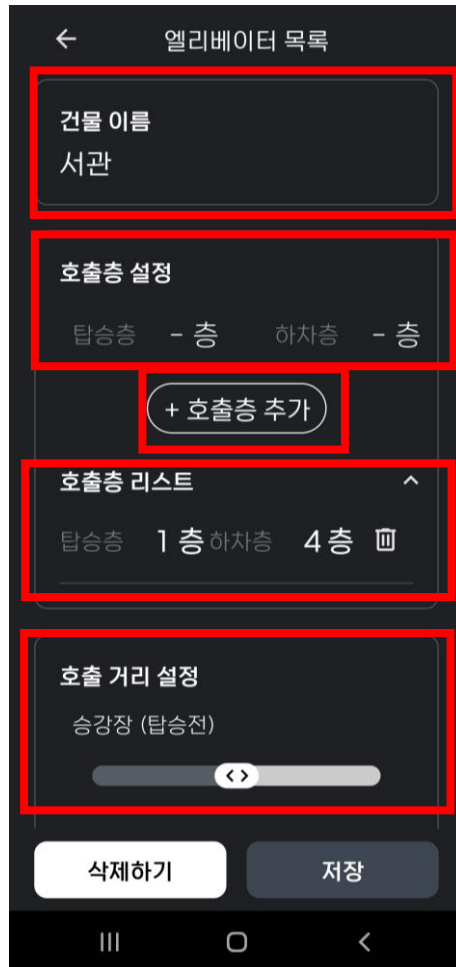 엘리베이터 목록
건물 이름
서관
호출층 설정
탑승층 - 층 하차층 - 층
+ 호출층 추가
호출층 리스트
탑승층 1 층 하차층 4 층
호출 거리 설정
승강장 (탑승전)
삭제하기 저장